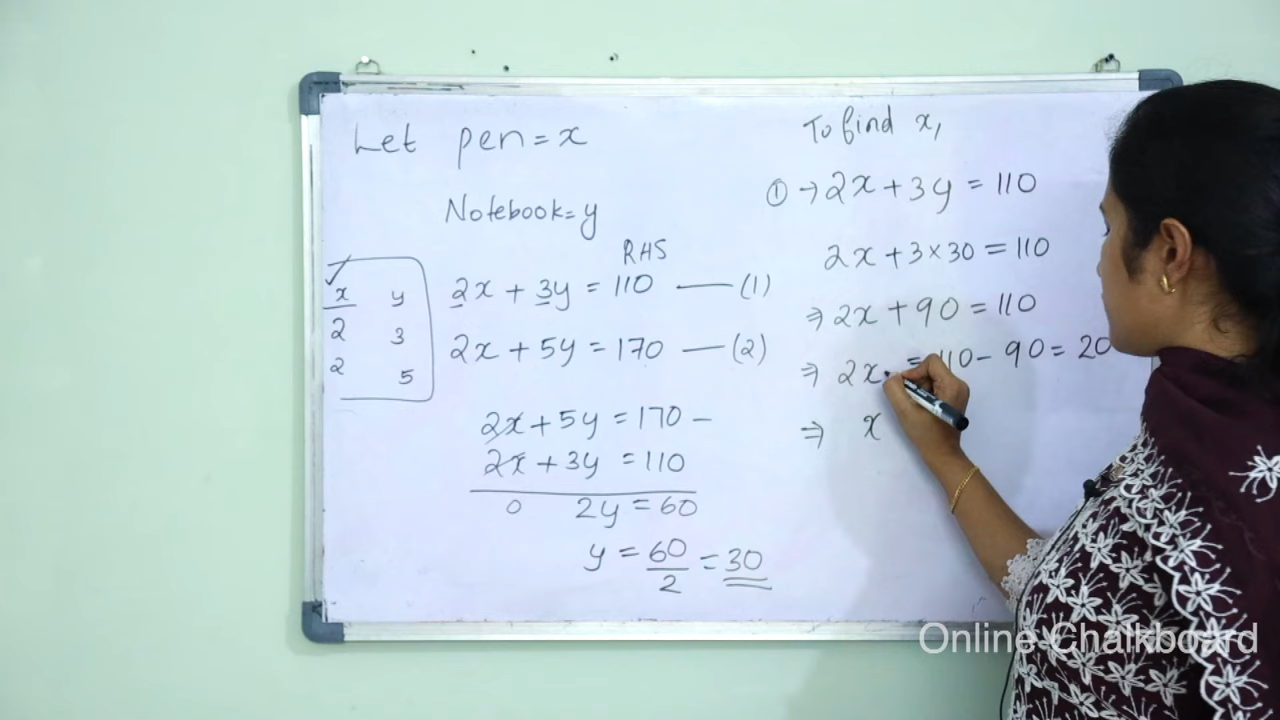 Let pen = x
Notebook = y
RHS
2x + 3y = 110 —— (1)
2x + 5y = 170 — (2)
x y
2 3
2 5
2x + 5y = 170 –
2x + 3y = 110
0 2y = 60
y = 60/2 = 30
To find x,
① → 2x + 3y = 110
2x + 3 × 30 = 110
⇒ 2x + 90 = 110
⇒ 2x = 110 – 90 = 20
⇒ x
Online Chalkboard